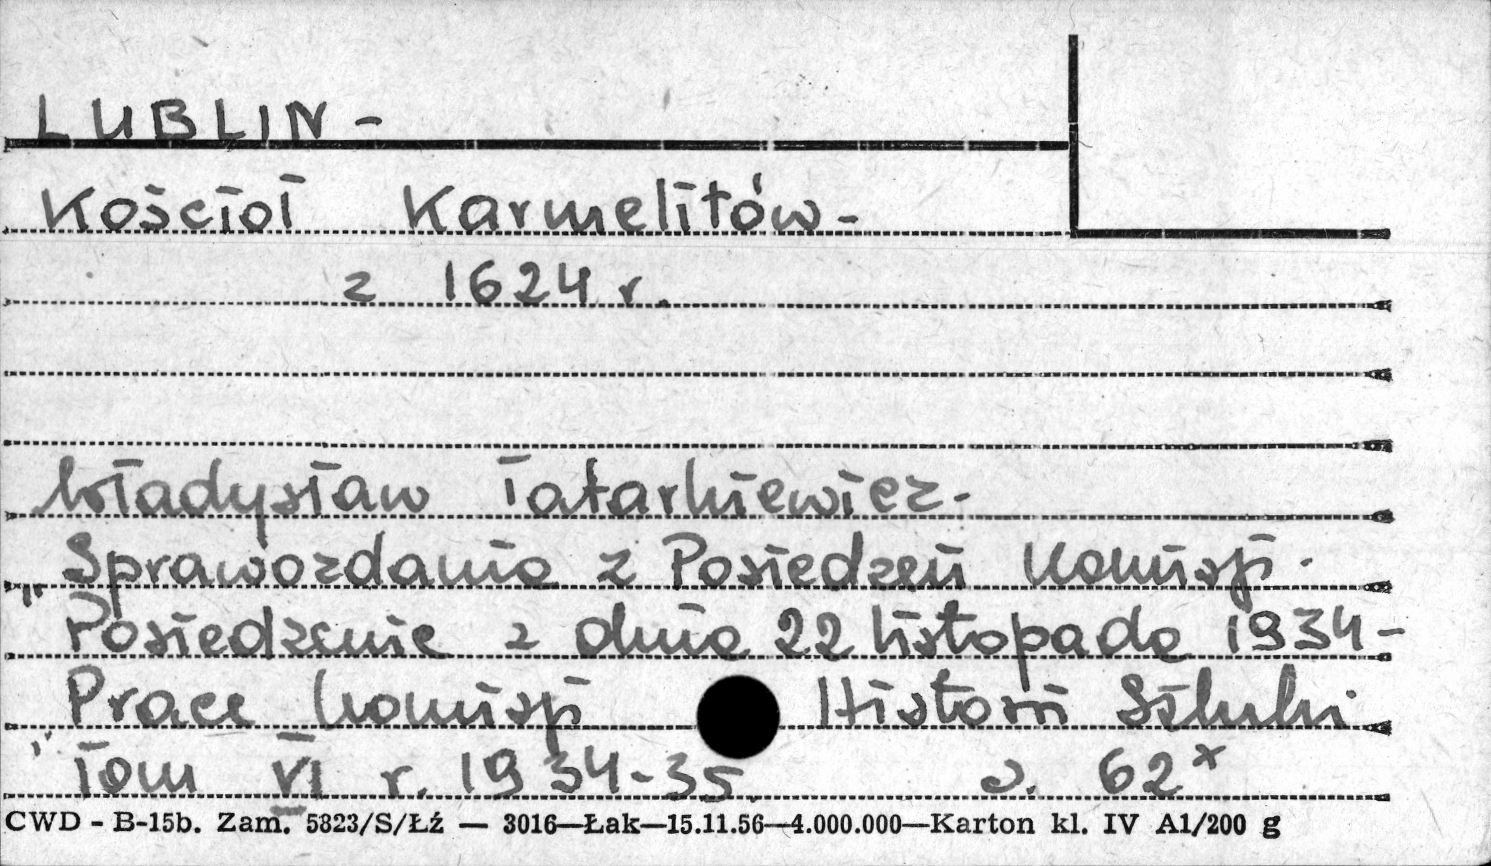 LUBLIN -
Kościoł Karmelitów -
z 1624 r.
Władysław Tatarkiewicz -
Sprawozdania z Posiedzeń Komisji.
"Posiedzenie z dnia 22 listopada 1934 -
Prace Komisji Historii Sztuki
" Tom VI r. 1934-35. s. 62 x
CWD - B-15b. Zam. 5823/S/Łź — 3016—Łak—15.11.56—4.000.000—Karton kl. IV A1/200 g